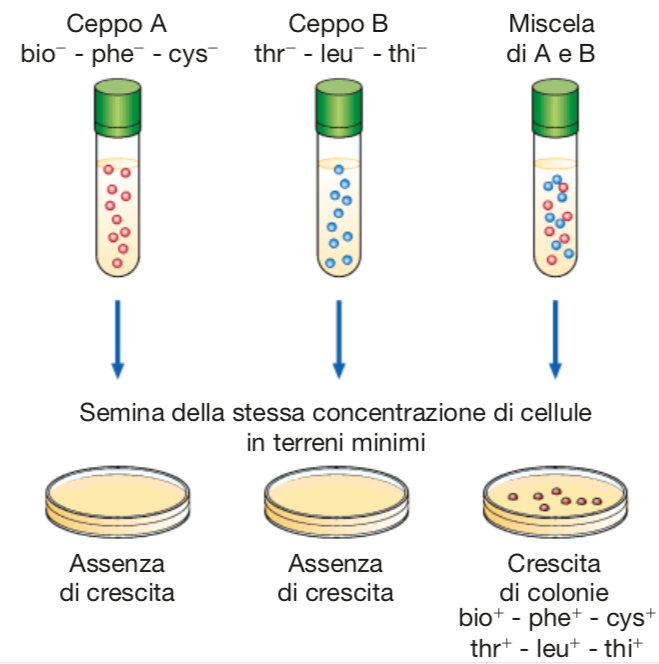 Ceppo A
bio⁻ - phe⁻ - cys⁻
Ceppo B
thr⁻ - leu⁻ - thi⁻
Miscela
di A e B
Semina della stessa concentrazione di cellule
in terreni minimi
Assenza
di crescita
Assenza
di crescita
Crescita
di colonie
bio⁺ - phe⁺ - cys⁺
thr⁺ - leu⁺ - thi⁺